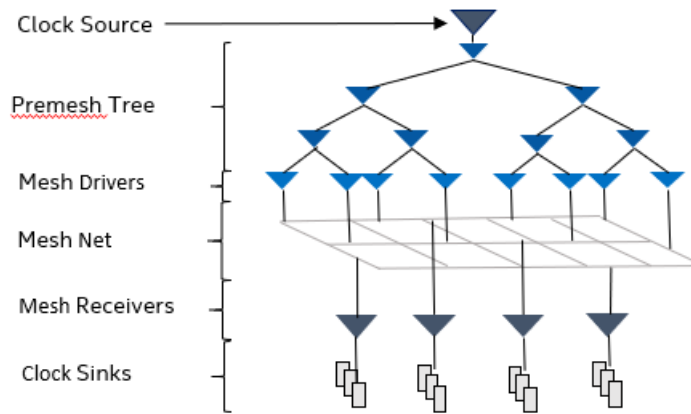 Clock Source
Premesh Tree
Mesh Drivers
Mesh Net
Mesh Receivers
Clock Sinks